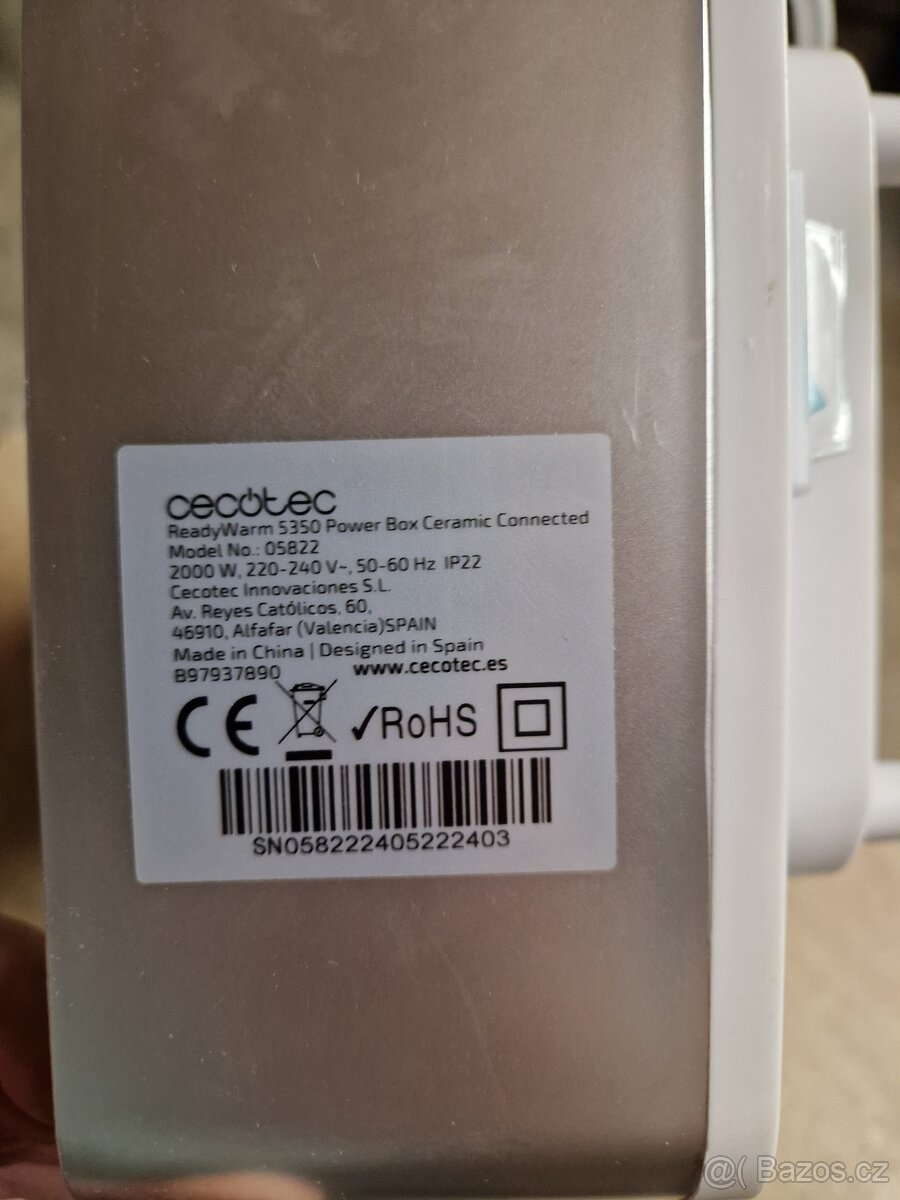 cecotec
ReadyWarm 5350 Power Box Ceramic Connected
Model No.: 05822
2000 W, 220-240 V~, 50-60 Hz IP22
Cecotec Innovaciones S.L.
Av. Reyes Católicos, 60,
46910, Alfafar (Valencia)SPAIN
Made in China | Designed in Spain
B97937890 www.cecotec.es
CE ✓RoHS
SN058222405222403
@( Bazos.cz